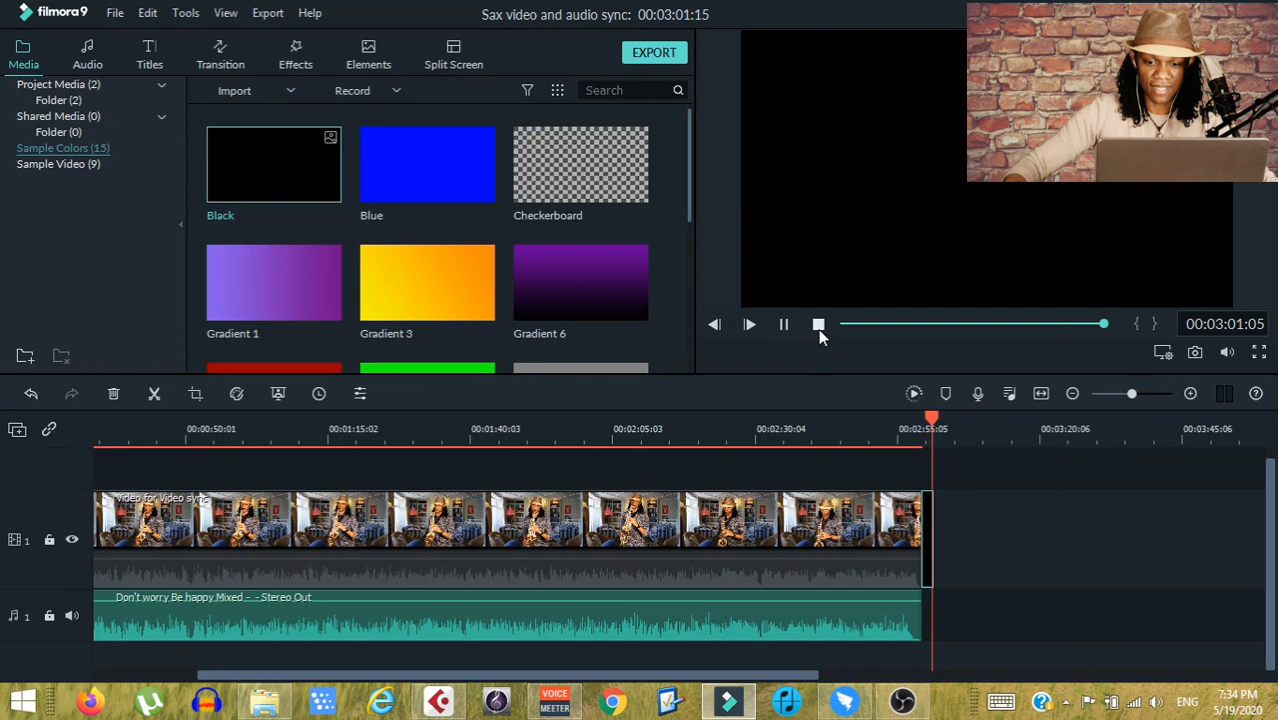 filmora9 File Edit Tools View Export Help Sax video and audio sync: 00:03:01:15
Media Audio Titles Transition Effects Elements Split Screen EXPORT
Project Media (2)
Folder (2)
Shared Media (0)
Folder (0)
Sample Colors (15)
Sample Video (9)
Import Record Search
Black Blue Checkerboard
Gradient 1 Gradient 3 Gradient 6
00:03:01:05
00:00:50:01 00:01:15:02 00:01:40:03 00:02:05:03 00:02:30:04 00:02:55:05 00:03:20:06 00:03:45:06
Video for Video sync
1
Don't worry Be happy Mixed - - Stereo Out
1
VOICE
MEETER
ENG
7:34 PM
5/19/2020